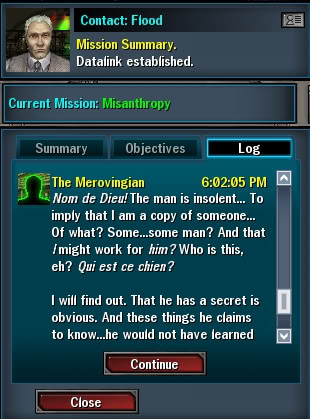 Contact: Flood
Mission Summary.
Datalink established.
Current Mission: Misanthropy
Summary
Objectives
Log
The Merovingian 6:02:05 PM
Nom de Dieu! The man is insolent... To
imply that I am a copy of someone...
Of what? Some...some man? And that
I might work for him? Who is this,
eh? Qui est ce chien?
I will find out. That he has a secret is
obvious. And these things he claims
to know...he would not have learned
Continue
Close